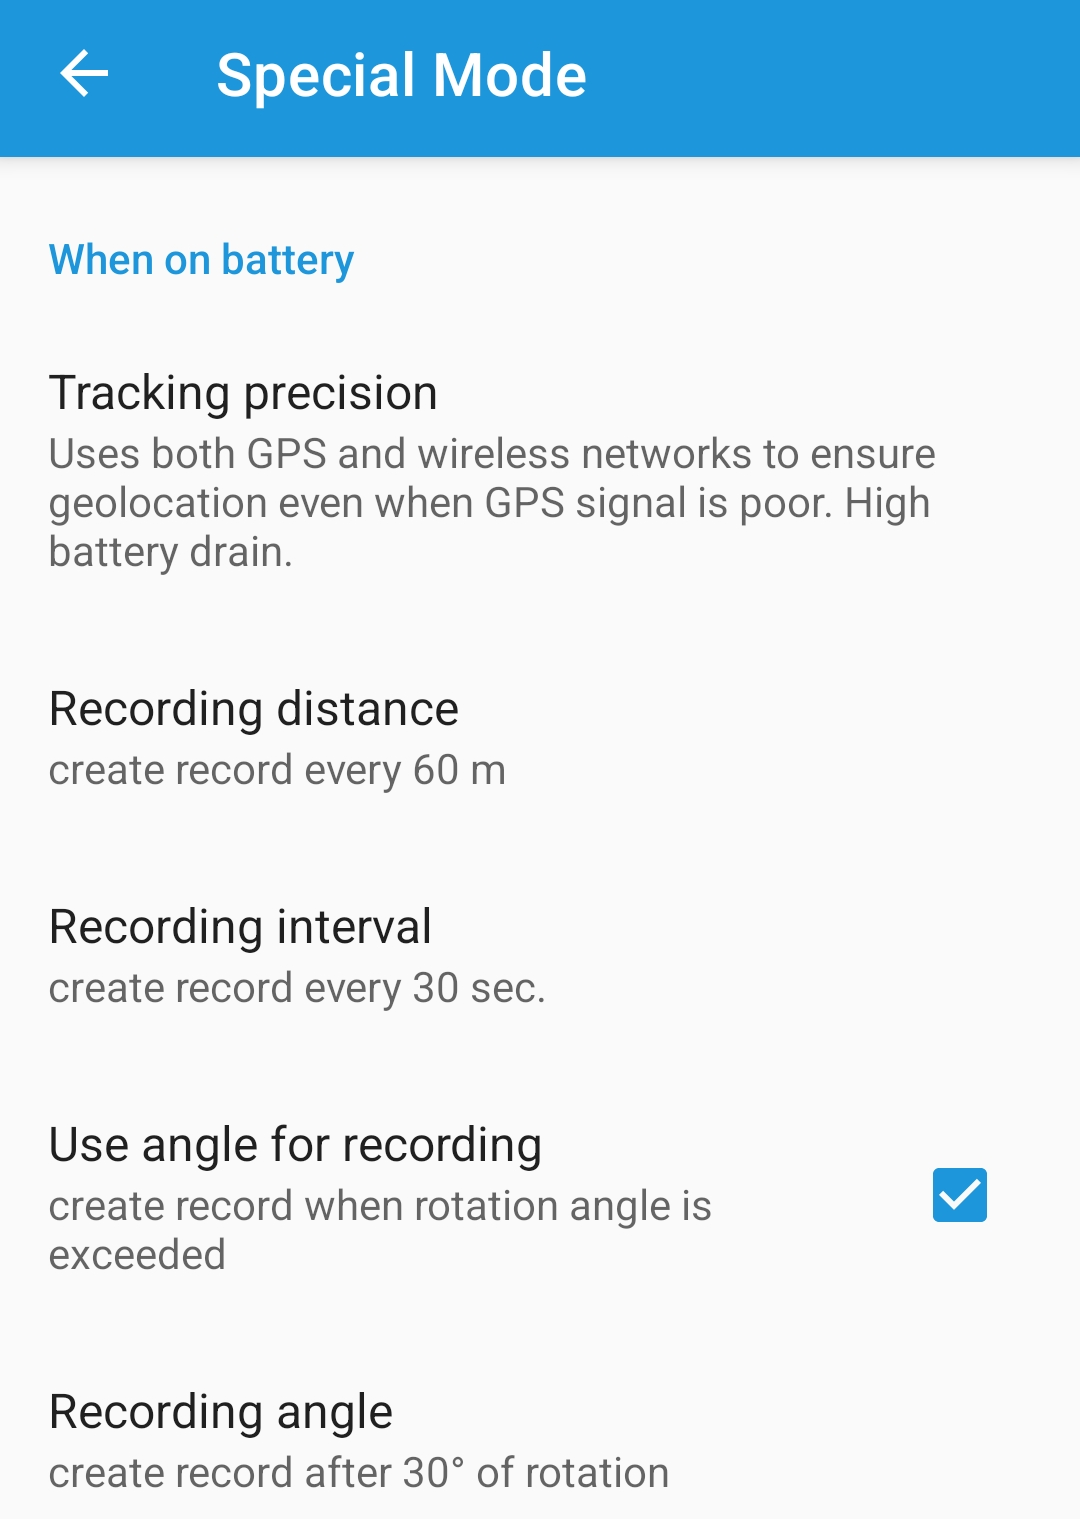 Special Mode
When on battery
Tracking precision
Uses both GPS and wireless networks to ensure
geolocation even when GPS signal is poor. High
battery drain.
Recording distance
create record every 60 m
Recording interval
create record every 30 sec.
Use angle for recording
create record when rotation angle is
exceeded
Recording angle
create record after 30° of rotation